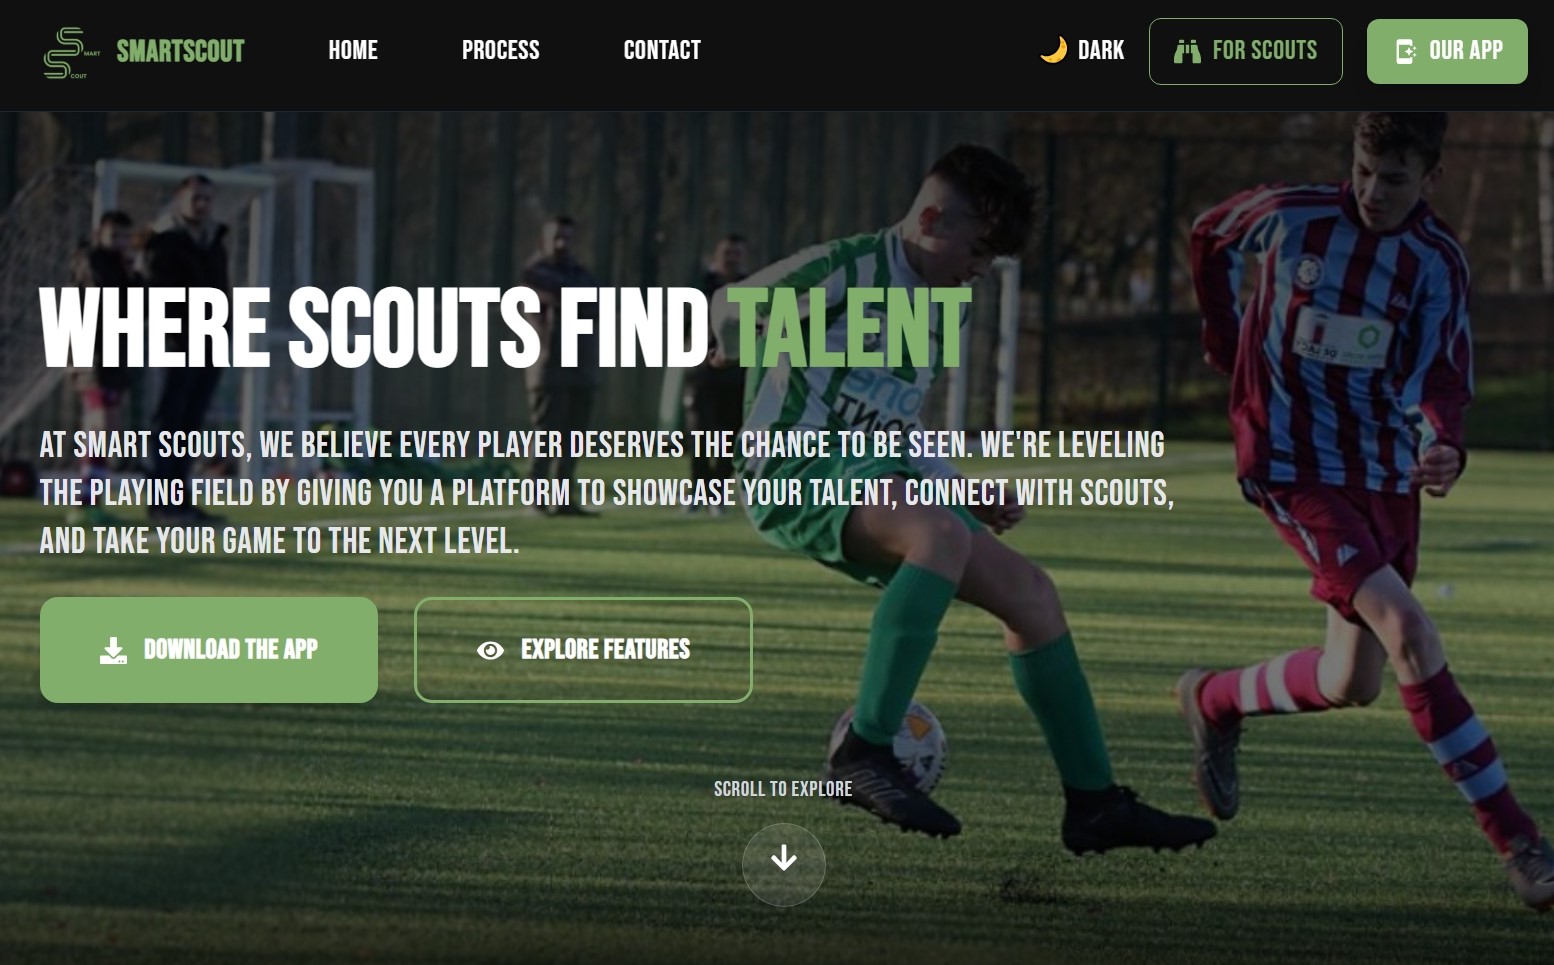 SMART
SCOUT
SMARTSCOUT
HOME
PROCESS
CONTACT
DARK
FOR SCOUTS
OUR APP
WHERE SCOUTS FIND TALENT
AT SMART SCOUTS, WE BELIEVE EVERY PLAYER DESERVES THE CHANCE TO BE SEEN. WE'RE LEVELING
THE PLAYING FIELD BY GIVING YOU A PLATFORM TO SHOWCASE YOUR TALENT, CONNECT WITH SCOUTS,
AND TAKE YOUR GAME TO THE NEXT LEVEL.
DOWNLOAD THE APP
EXPLORE FEATURES
SCROLL TO EXPLORE